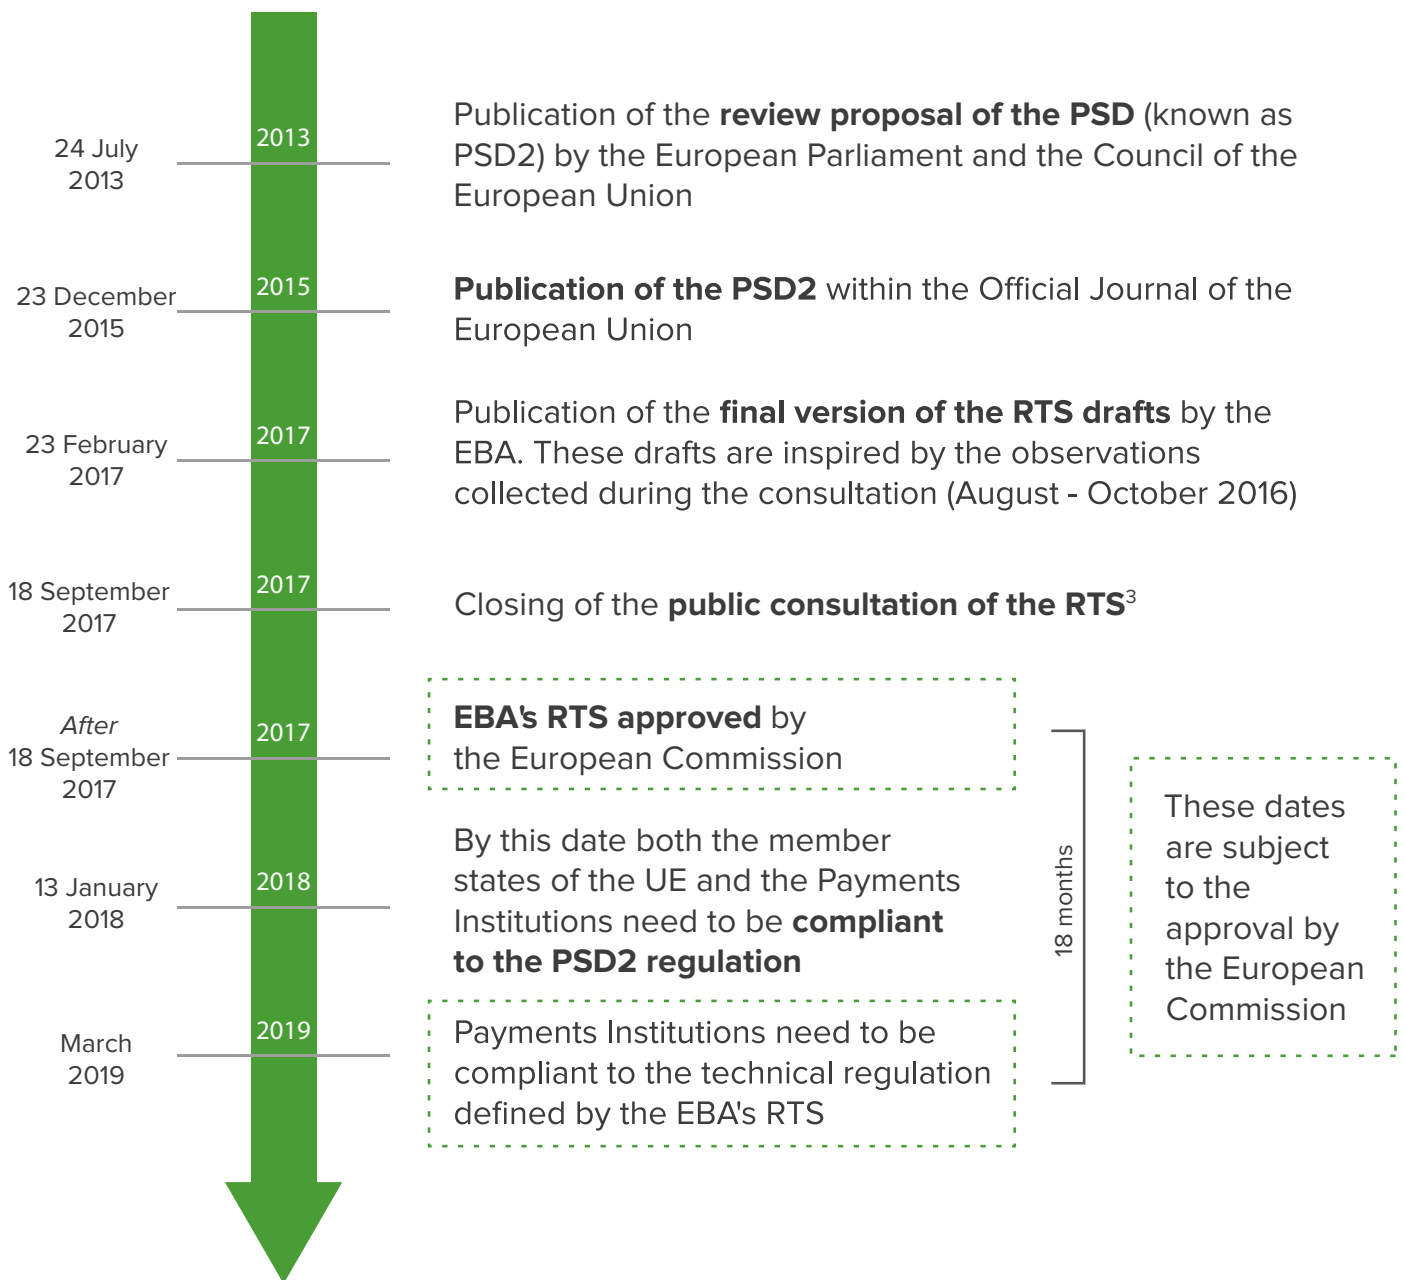 24 July
2013
2013
Publication of the review proposal of the PSD (known as
PSD2) by the European Parliament and the Council of the
European Union
23 December
2015
2015
Publication of the PSD2 within the Official Journal of the
European Union
23 February
2017
2017
Publication of the final version of the RTS drafts by the
EBA. These drafts are inspired by the observations
collected during the consultation (August - October 2016)
18 September
2017
2017
Closing of the public consultation of the RTS³
After
18 September
2017
2017
EBA's RTS approved by
the European Commission
13 January
2018
2018
By this date both the member
states of the UE and the Payments
Institutions need to be compliant
to the PSD2 regulation
March
2019
2019
Payments Institutions need to be
compliant to the technical regulation
defined by the EBA's RTS
18 months
These dates
are subject
to the
approval by
the European
Commission